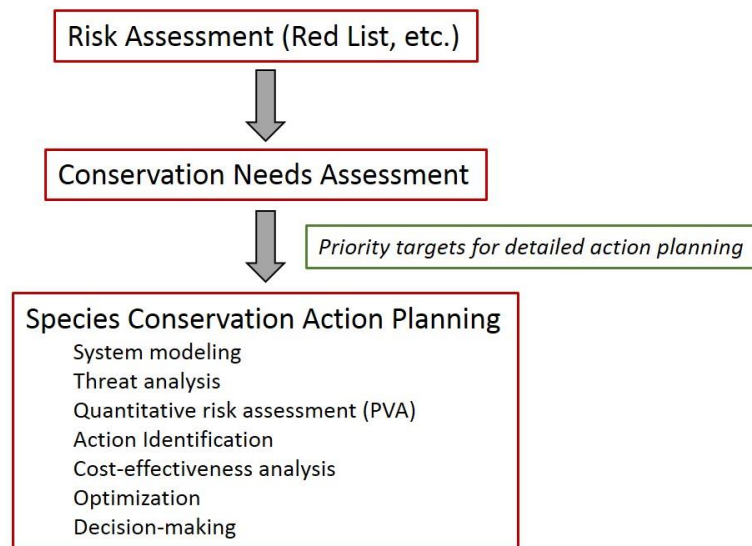 Risk Assessment (Red List, etc.)
Conservation Needs Assessment
Priority targets for detailed action planning
Species Conservation Action Planning
System modeling
Threat analysis
Quantitative risk assessment (PVA)
Action Identification
Cost-effectiveness analysis
Optimization
Decision-making